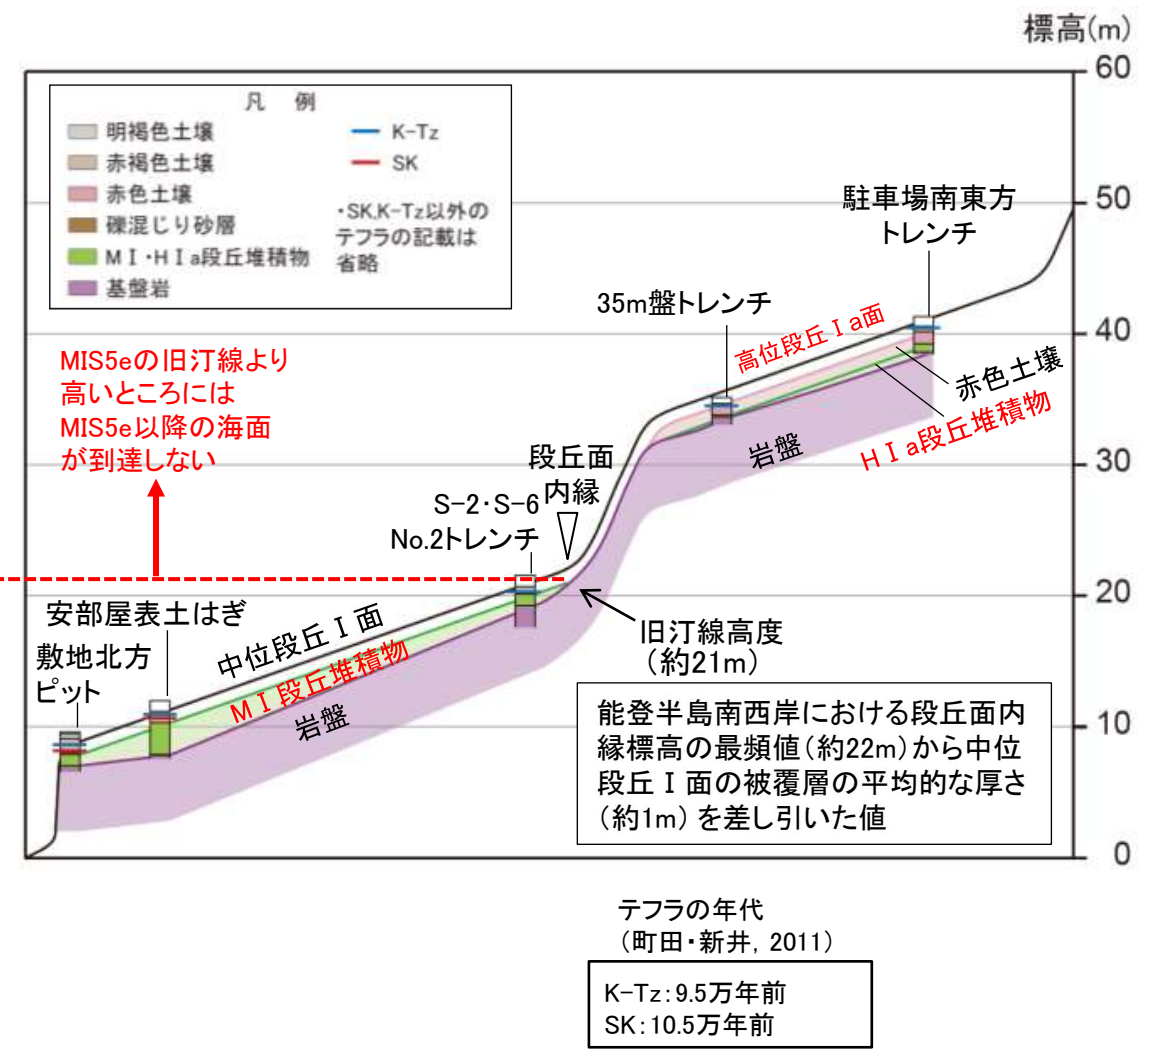 標高(m)
60
50
40
30
20
10
0
凡 例
明褐色土壌
赤褐色土壌
赤色土壌
礫混じり砂層
MⅠ・HⅠa段丘堆積物
基盤岩
K-Tz
SK
・SK,K-Tz以外の
テフラの記載は
省略
駐車場南東方
トレンチ
35m盤トレンチ
高位段丘Ⅰa面
赤色土壌
HⅠa段丘堆積物
岩盤
MIS5eの旧汀線より
高いところには
MIS5e以降の海面
が到達しない
段丘面
内縁
S-2・S-6
No.2トレンチ
安部屋表土はぎ
敷地北方
ピット
中位段丘Ⅰ面
MⅠ段丘堆積物
岩盤
旧汀線高度
(約21m)
能登半島南西岸における段丘面内
縁標高の最頻値(約22m)から中位
段丘Ⅰ面の被覆層の平均的な厚さ
(約1m)を差し引いた値
テフラの年代
(町田・新井, 2011)
K-Tz:9.5万年前
SK:10.5万年前